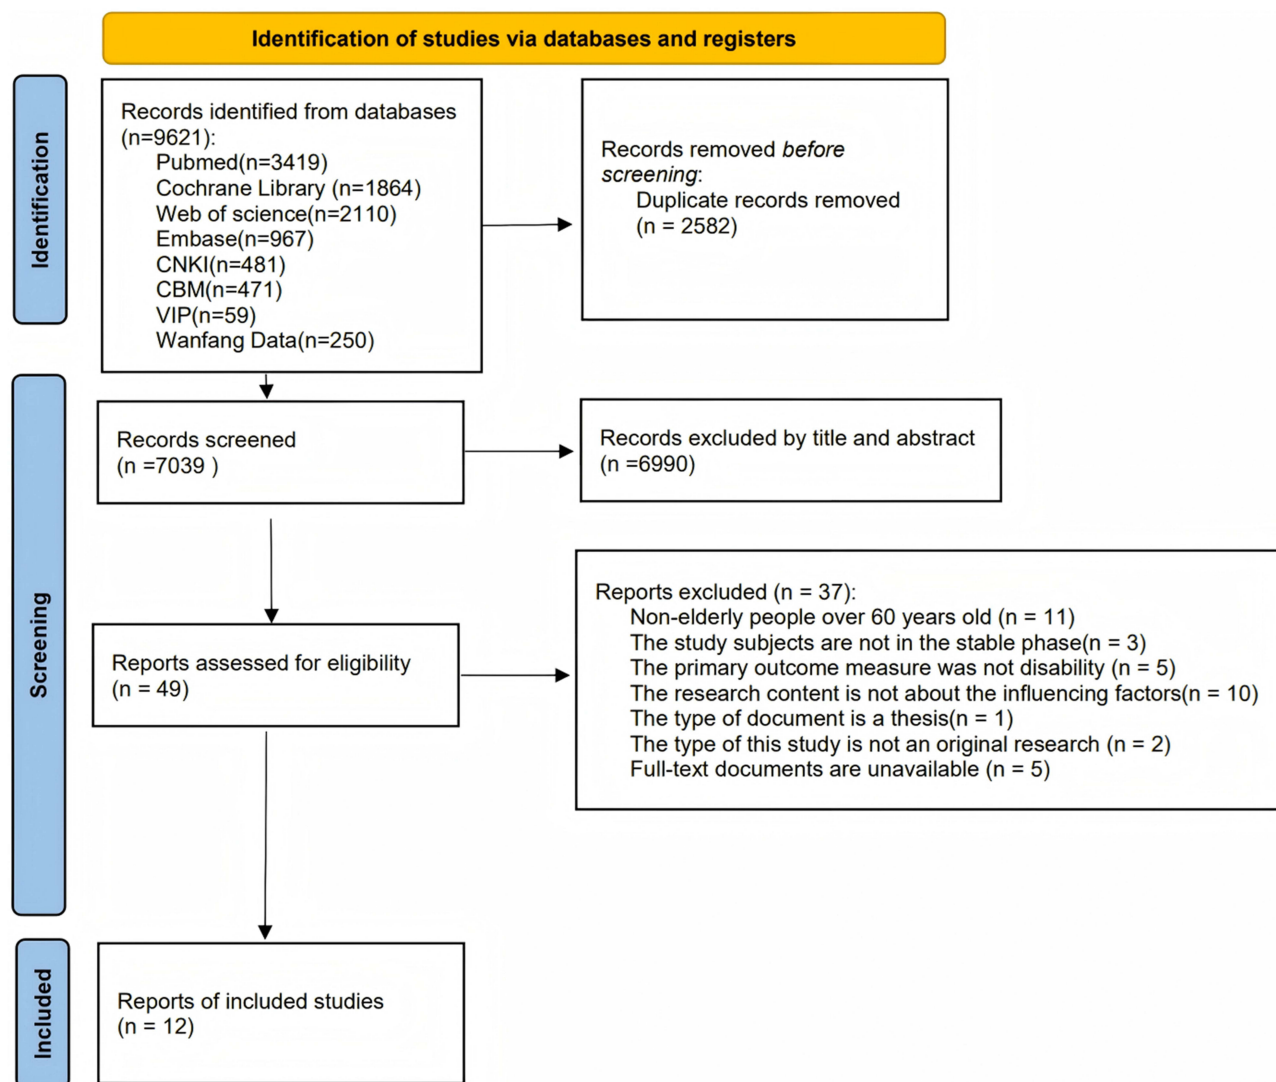 Identification of studies via databases and registers
Identification
Records identified from databases
(n=9621):
Pubmed(n=3419)
Cochrane Library (n=1864)
Web of science(n=2110)
Embase(n=967)
CNKI(n=481)
CBM(n=471)
VIP(n=59)
Wanfang Data(n=250)
Records removed before
screening:
Duplicate records removed
(n = 2582)
Screening
Records screened
(n =7039 )
Records excluded by title and abstract
(n =6990)
Reports assessed for eligibility
(n = 49)
Reports excluded (n = 37):
Non-elderly people over 60 years old (n = 11)
The study subjects are not in the stable phase(n = 3)
The primary outcome measure was not disability (n = 5)
The research content is not about the influencing factors(n = 10)
The type of document is a thesis(n = 1)
The type of this study is not an original research (n = 2)
Full-text documents are unavailable (n = 5)
Included
Reports of included studies
(n = 12)